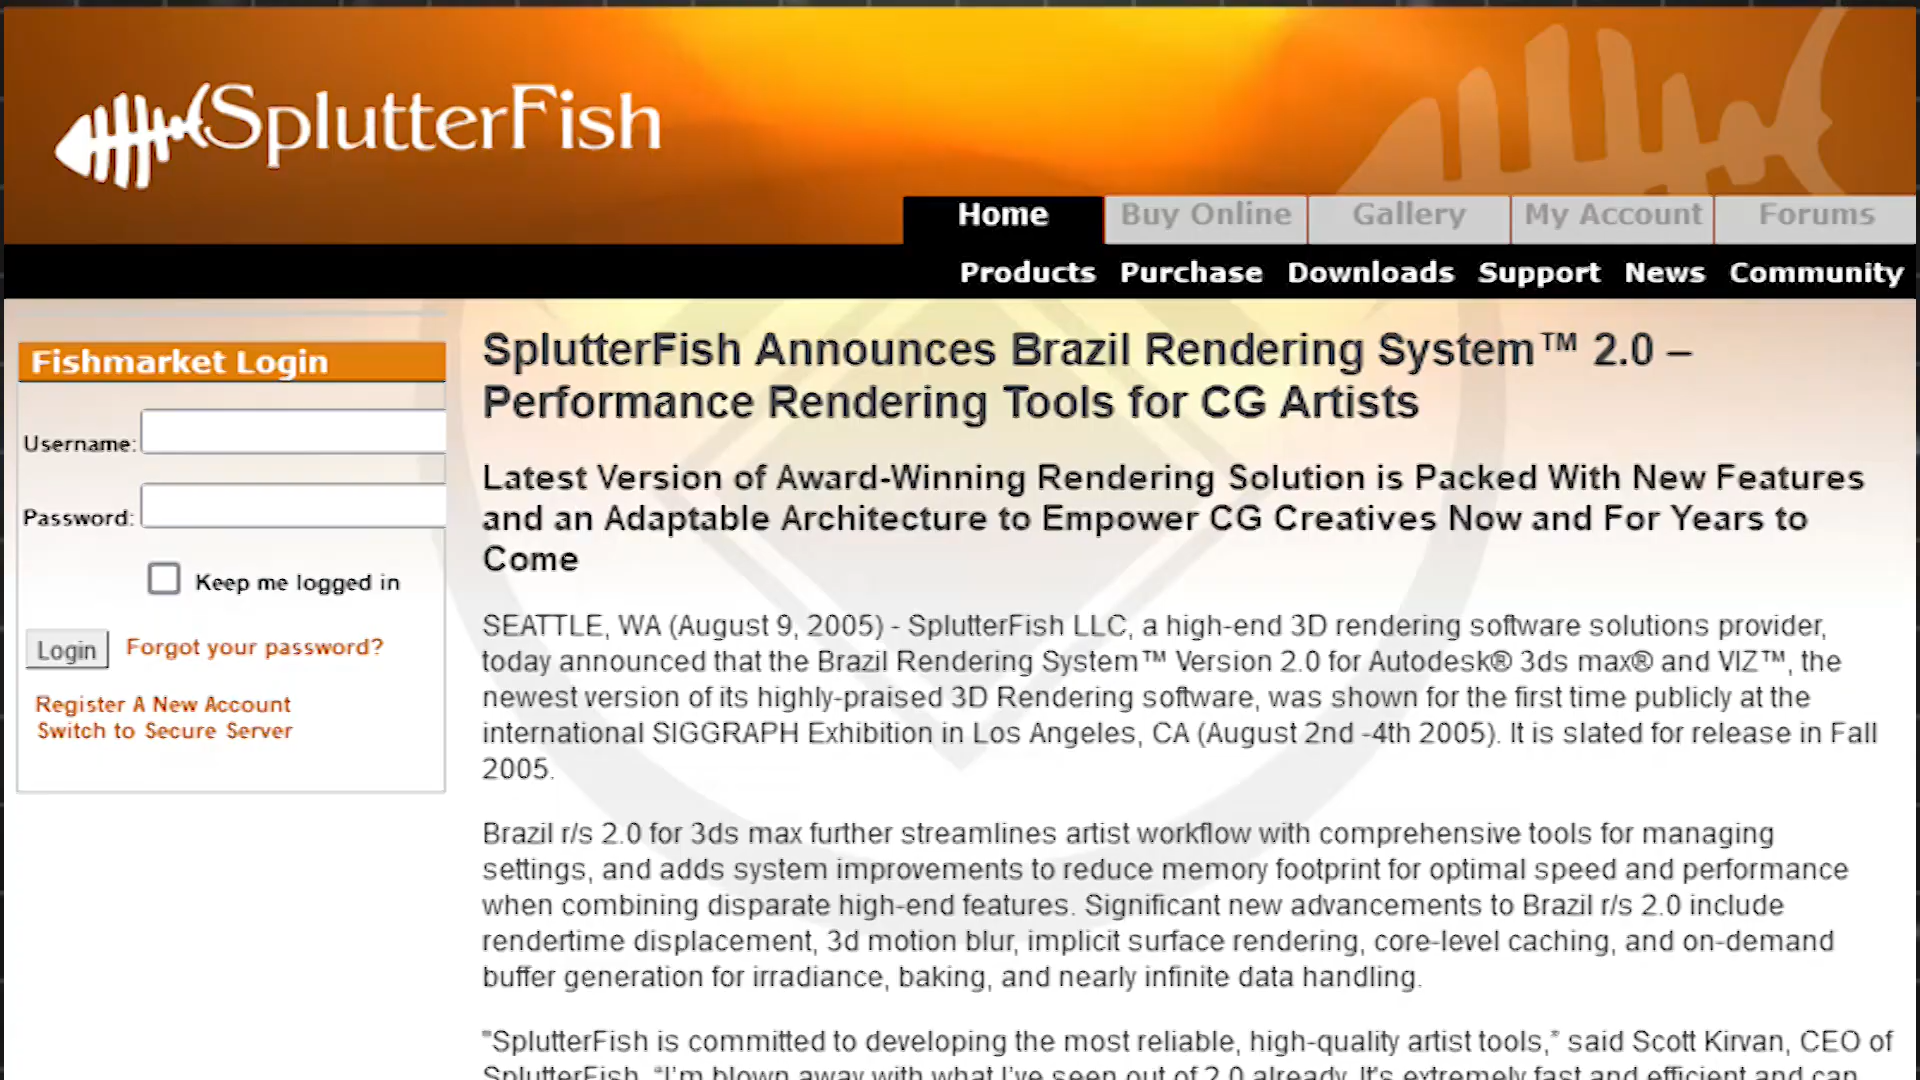 SplutterFish
Home Buy Online Gallery My Account Forums
Products Purchase Downloads Support News Community
Fishmarket Login
Username:
Password:
Keep me logged in
Login Forgot your password?
Register A New Account
Switch to Secure Server
SplutterFish Announces Brazil Rendering System™ 2.0 –
Performance Rendering Tools for CG Artists
Latest Version of Award-Winning Rendering Solution is Packed With New Features
and an Adaptable Architecture to Empower CG Creatives Now and For Years to
Come
SEATTLE, WA (August 9, 2005) - SplutterFish LLC, a high-end 3D rendering software solutions provider,
today announced that the Brazil Rendering System™ Version 2.0 for Autodesk® 3ds max® and VIZ™, the
newest version of its highly-praised 3D Rendering software, was shown for the first time publicly at the
international SIGGRAPH Exhibition in Los Angeles, CA (August 2nd -4th 2005). It is slated for release in Fall
2005.
Brazil r/s 2.0 for 3ds max further streamlines artist workflow with comprehensive tools for managing
settings, and adds system improvements to reduce memory footprint for optimal speed and performance
when combining disparate high-end features. Significant new advancements to Brazil r/s 2.0 include
rendertime displacement, 3d motion blur, implicit surface rendering, core-level caching, and on-demand
buffer generation for irradiance, baking, and nearly infinite data handling.
"SplutterFish is committed to developing the most reliable, high-quality artist tools,” said Scott Kirvan, CEO of
SplutterFish. “I'm blown away with what I've seen out of 2.0 already. It's extremely fast and efficient and can